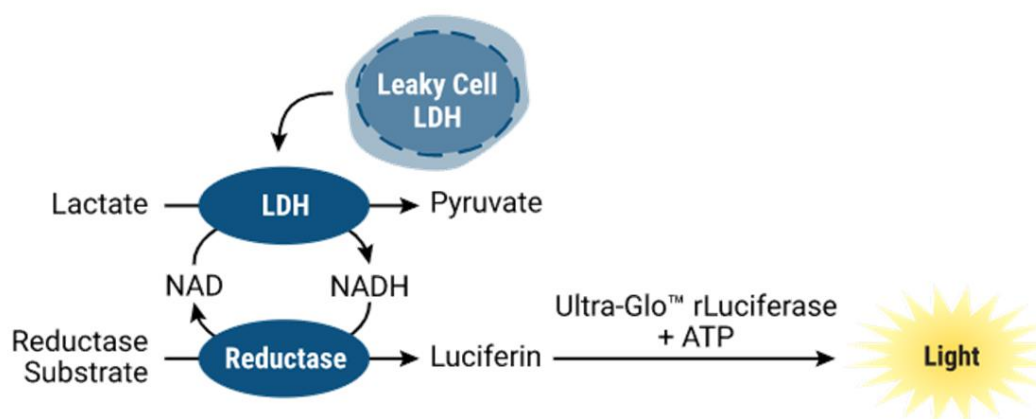 Leaky Cell
LDH
Lactate
LDH
Pyruvate
NAD
NADH
Reductase
Substrate
Reductase
Luciferin
Ultra-Glo™ rLuciferase
+ ATP
Light